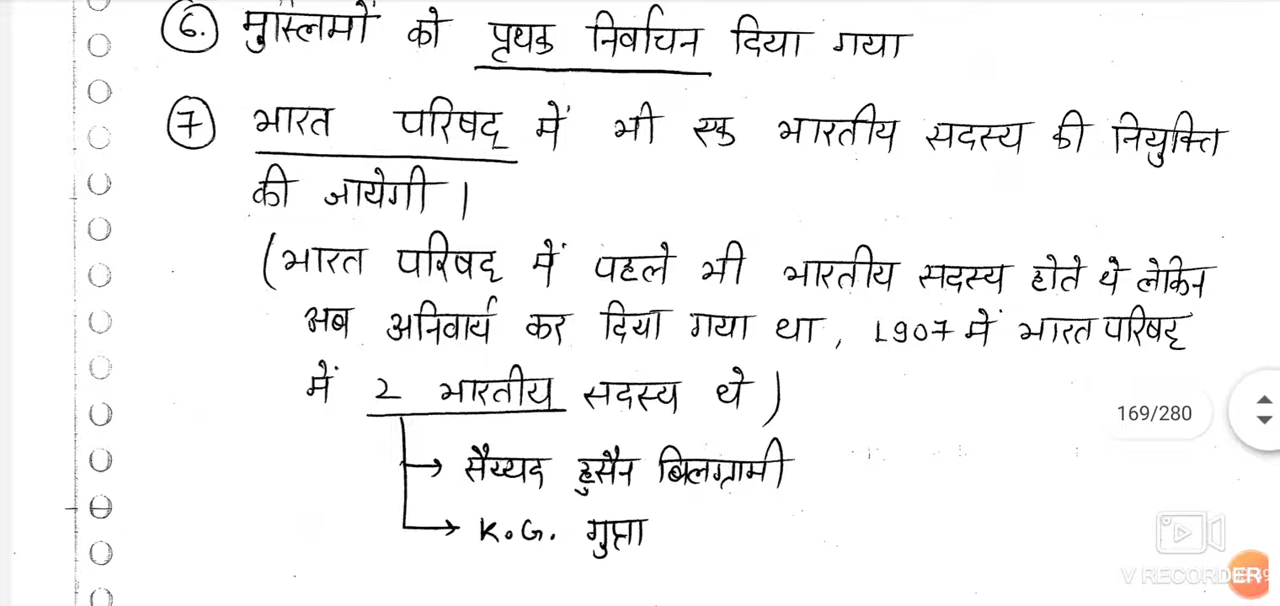 6. मुस्लिमों को पृथक निर्वाचन दिया गया
7 भारत परिषद् में भी एक भारतीय सदस्य की नियुक्ति
की जायेगी।
(भारत परिषद् में पहले भी भारतीय सदस्य होते थे लेकिन
अब अनिवार्य कर दिया गया था, 1907 में भारत परिषद्
में 2 भारतीय सदस्य थे)
169/280
→ सैय्यद हुसैन बिलग्रामी
→ K.G. गुप्ता
V RECORDER